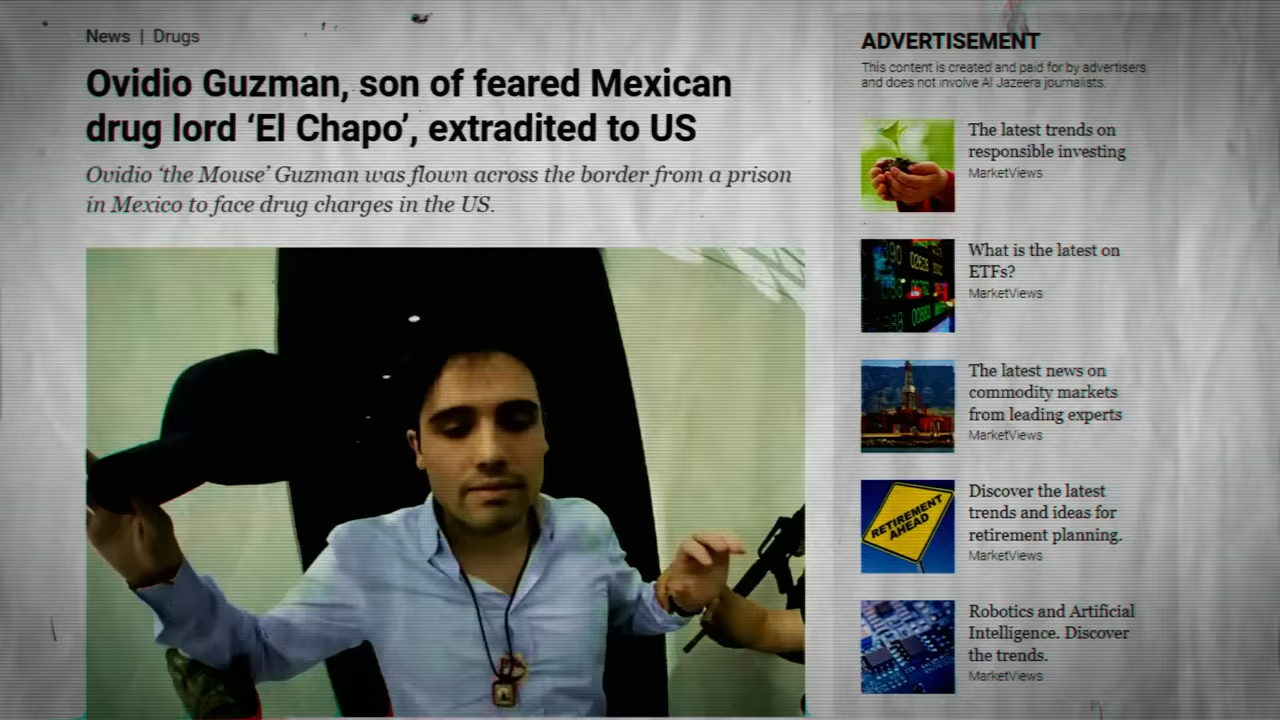 News | Drugs
Ovidio Guzman, son of feared Mexican
drug lord ‘El Chapo’, extradited to US
Ovidio ‘the Mouse’ Guzman was flown across the border from a prison
in Mexico to face drug charges in the US.
ADVERTISEMENT
This content is created and paid for by advertisers
and does not involve Al Jazeera journalists.
The latest trends on
responsible investing
MarketViews
What is the latest on
ETFs?
MarketViews
The latest news on
commodity markets
from leading experts
MarketViews
RETIREMENT
AHEAD
Discover the latest
trends and ideas for
retirement planning.
MarketViews
Robotics and Artificial
Intelligence. Discover
the trends.
MarketViews